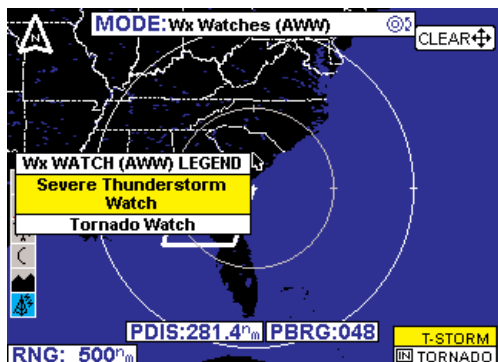 MODE: Wx Watches (AWW)
N
CLEAR
Wx WATCH (AWW) LEGEND
Severe Thunderstorm
Watch
Tornado Watch
PDIS:281.4nm PBRG:048
T-STORM
RNG: 500nm
IN TORNADO